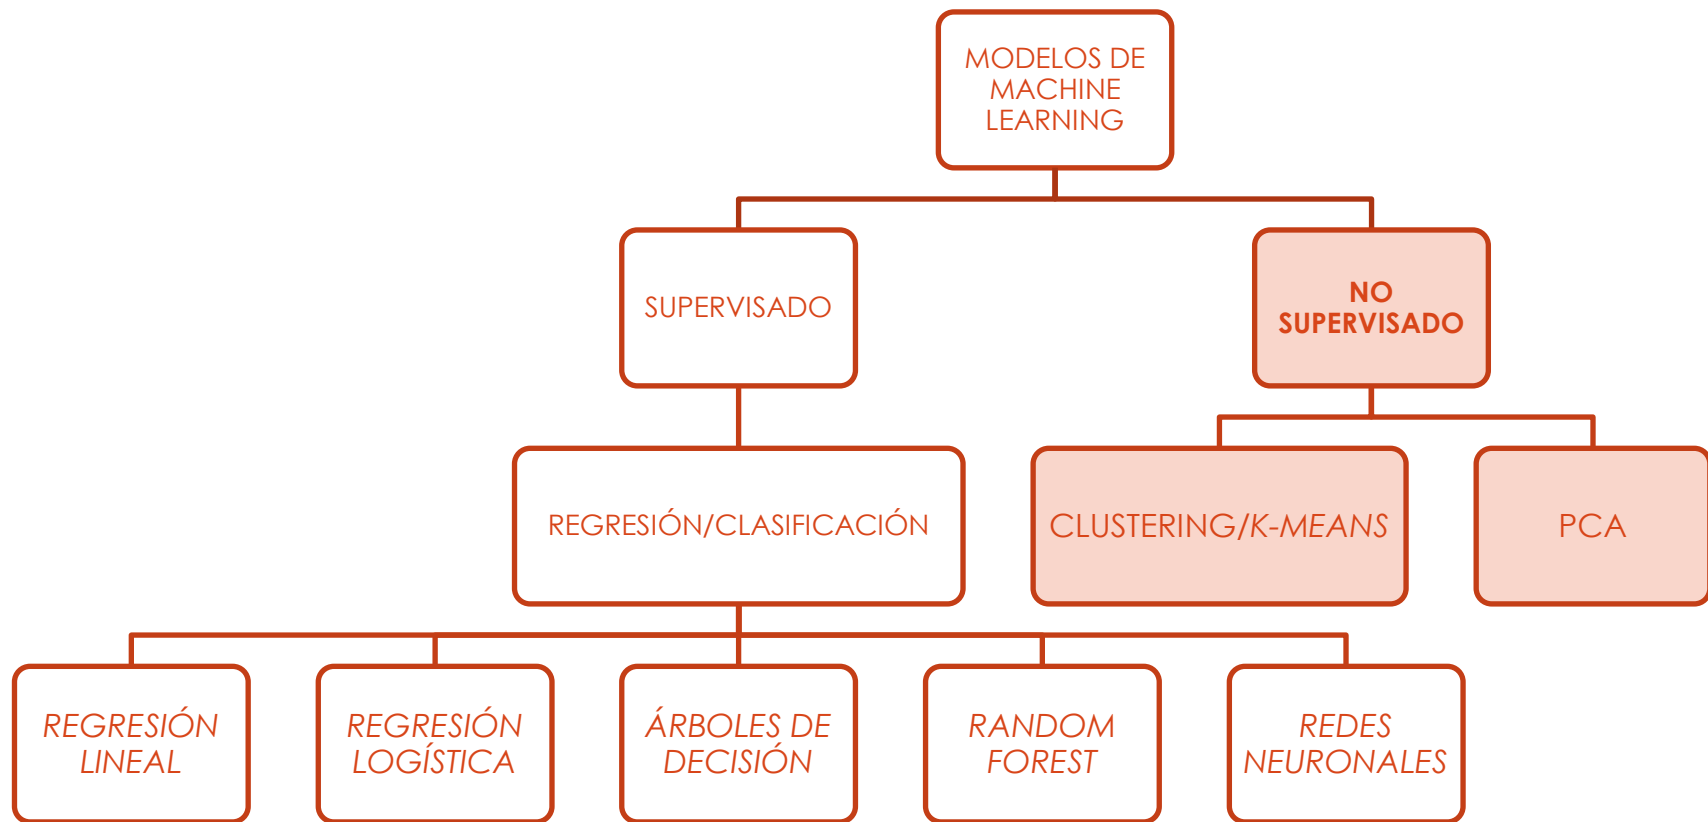 MODELOS DE
MACHINE
LEARNING
SUPERVISADO
NO
SUPERVISADO
REGRESIÓN/CLASIFICACIÓN
CLUSTERING/K-MEANS
PCA
REGRESIÓN
LINEAL
REGRESIÓN
LOGÍSTICA
ÁRBOLES DE
DECISIÓN
RANDOM
FOREST
REDES
NEURONALES